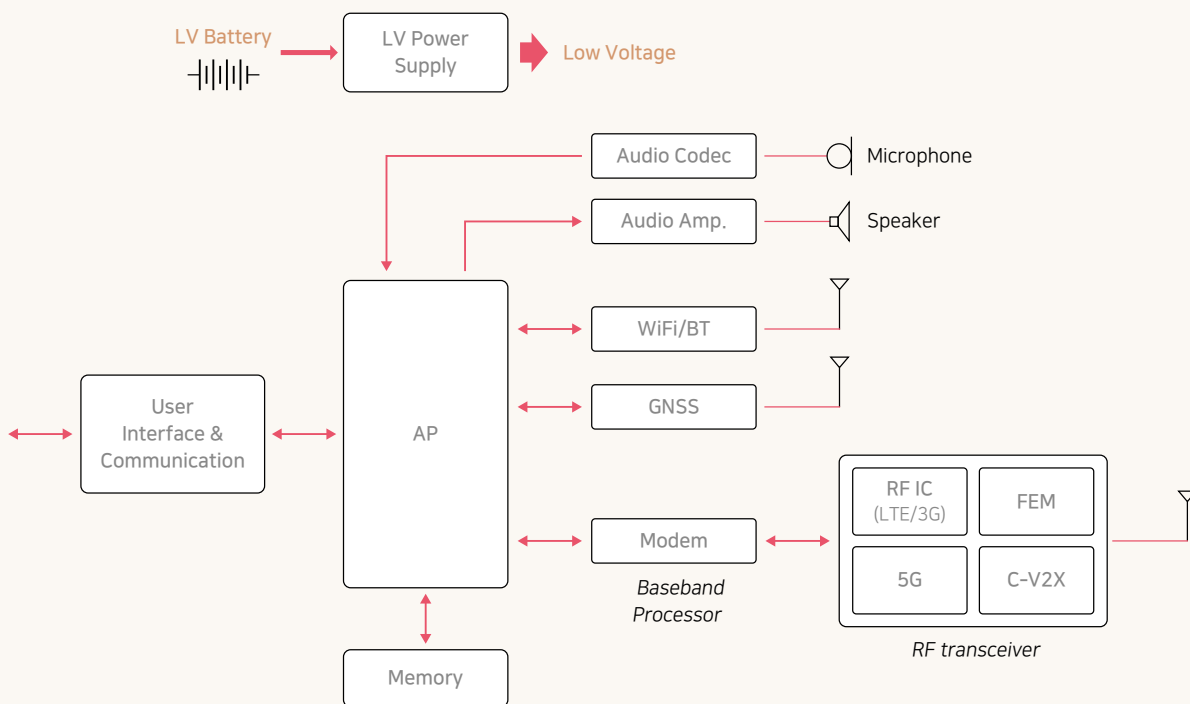 LV Battery
LV Power
Supply
Low Voltage
Audio Codec
Microphone
Audio Amp.
Speaker
WiFi/BT
GNSS
User
Interface &
Communication
AP
RF IC
(LTE/3G)
FEM
Modem
5G
C-V2X
Baseband
Processor
RF transceiver
Memory